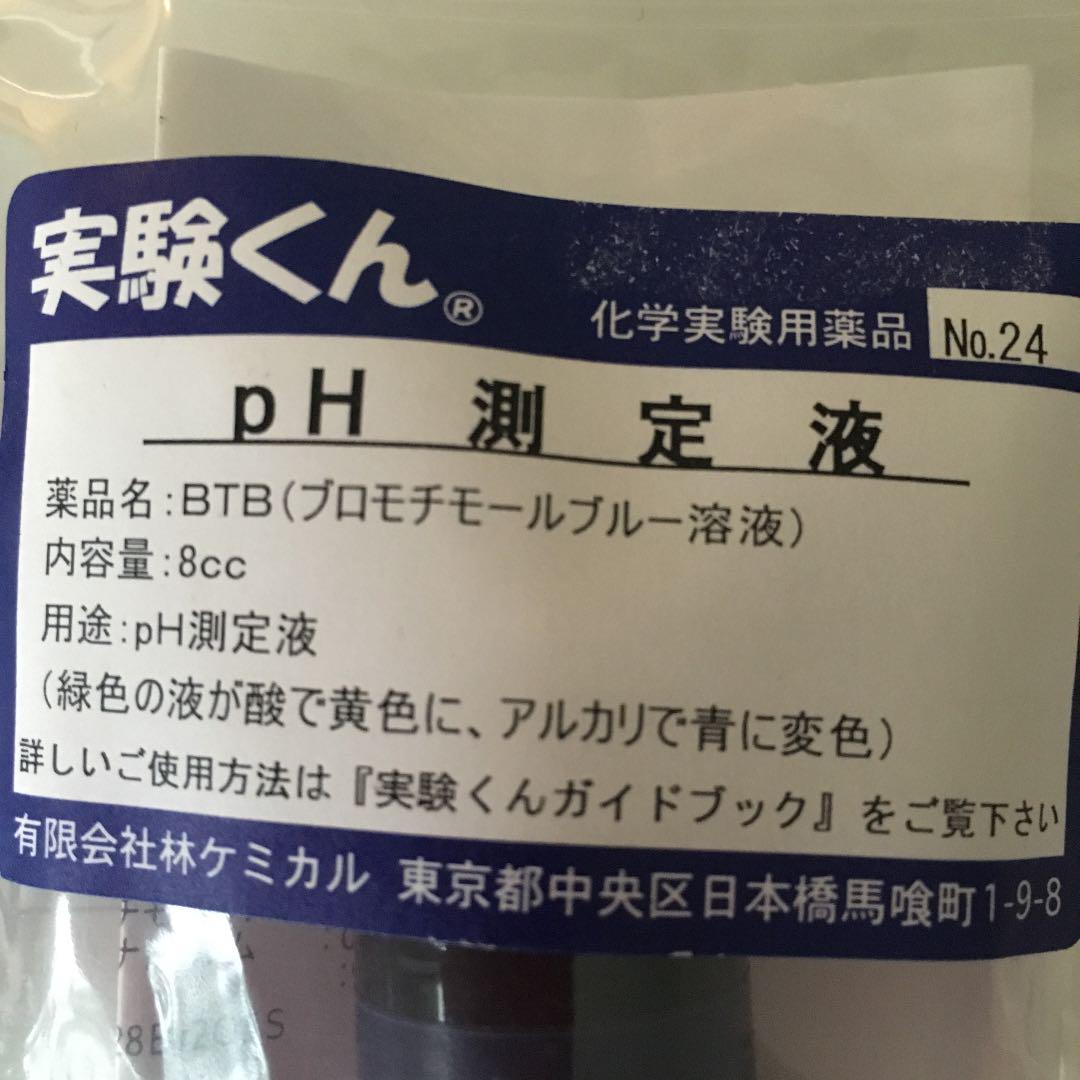 実験くん®
化学実験用薬品 No.24
pH 測定液
薬品名:BTB(ブロモチモールブルー溶液)
内容量:8cc
用途:pH測定液
(緑色の液が酸で黄色に、アルカリで青に変色)
詳しいご使用方法は『実験くんガイドブック』をご覧下さい
有限会社林ケミカル 東京都中央区日本橋馬喰町1-9-8